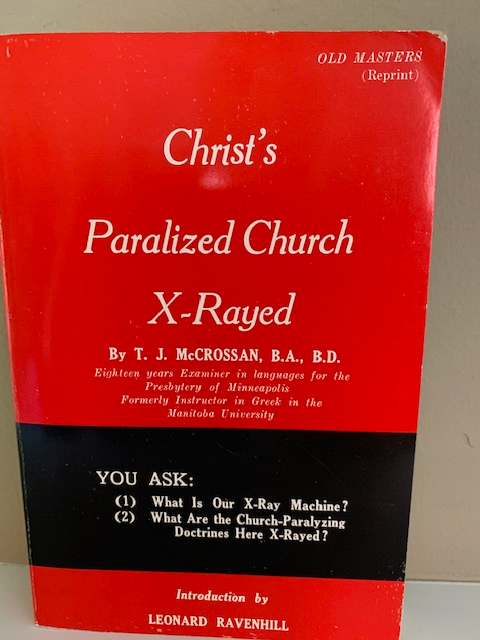 OLD MASTERS
(Reprint)
Christ's
Paralized Church
X-Rayed
By T. J. McCROSSAN, B.A., B.D.
Eighteen years Examiner in languages for the
Presbytery of Minneapolis
Formerly Instructor in Greek in the
Manitoba University
YOU ASK:
(1) What Is Our X-Ray Machine?
(2) What Are the Church-Paralyzing
Doctrines Here X-Rayed?
Introduction by
LEONARD RAVENHILL